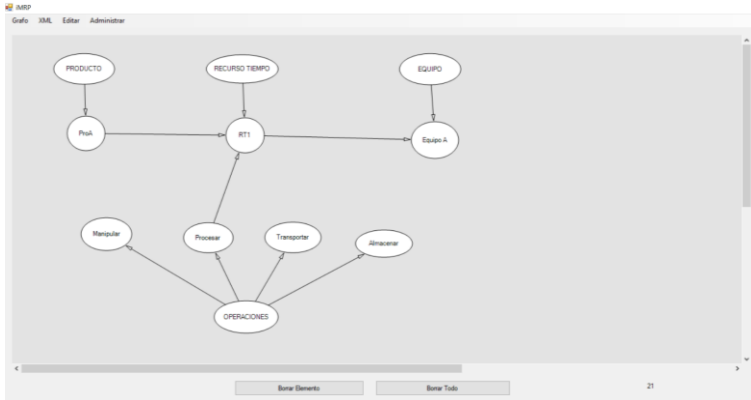 IMRP
Grafo XML Editar Administrar
PRODUCTO
RECURSO TIEMPO
EQUIPO
ProA
RT1
Equipo A
Manipular
Procesar
Transportar
Almacenar
OPERACIONES
Borrar Elemento
Borrar Todo
21